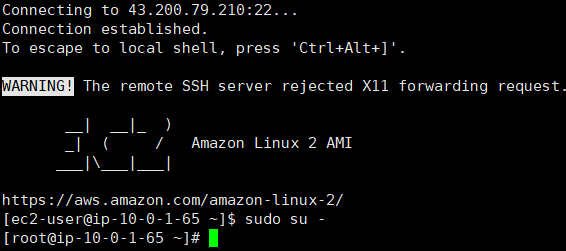 Connecting to 43.200.79.210:22...
Connection established.
To escape to local shell, press 'Ctrl+Alt+]'.
WARNING! The remote SSH server rejected X11 forwarding request.
       __|  __|_  )
       _|  (     /   Amazon Linux 2 AMI
      ___|\___|___|
https://aws.amazon.com/amazon-linux-2/
[ec2-user@ip-10-0-1-65 ~]$ sudo su -
[root@ip-10-0-1-65 ~]#